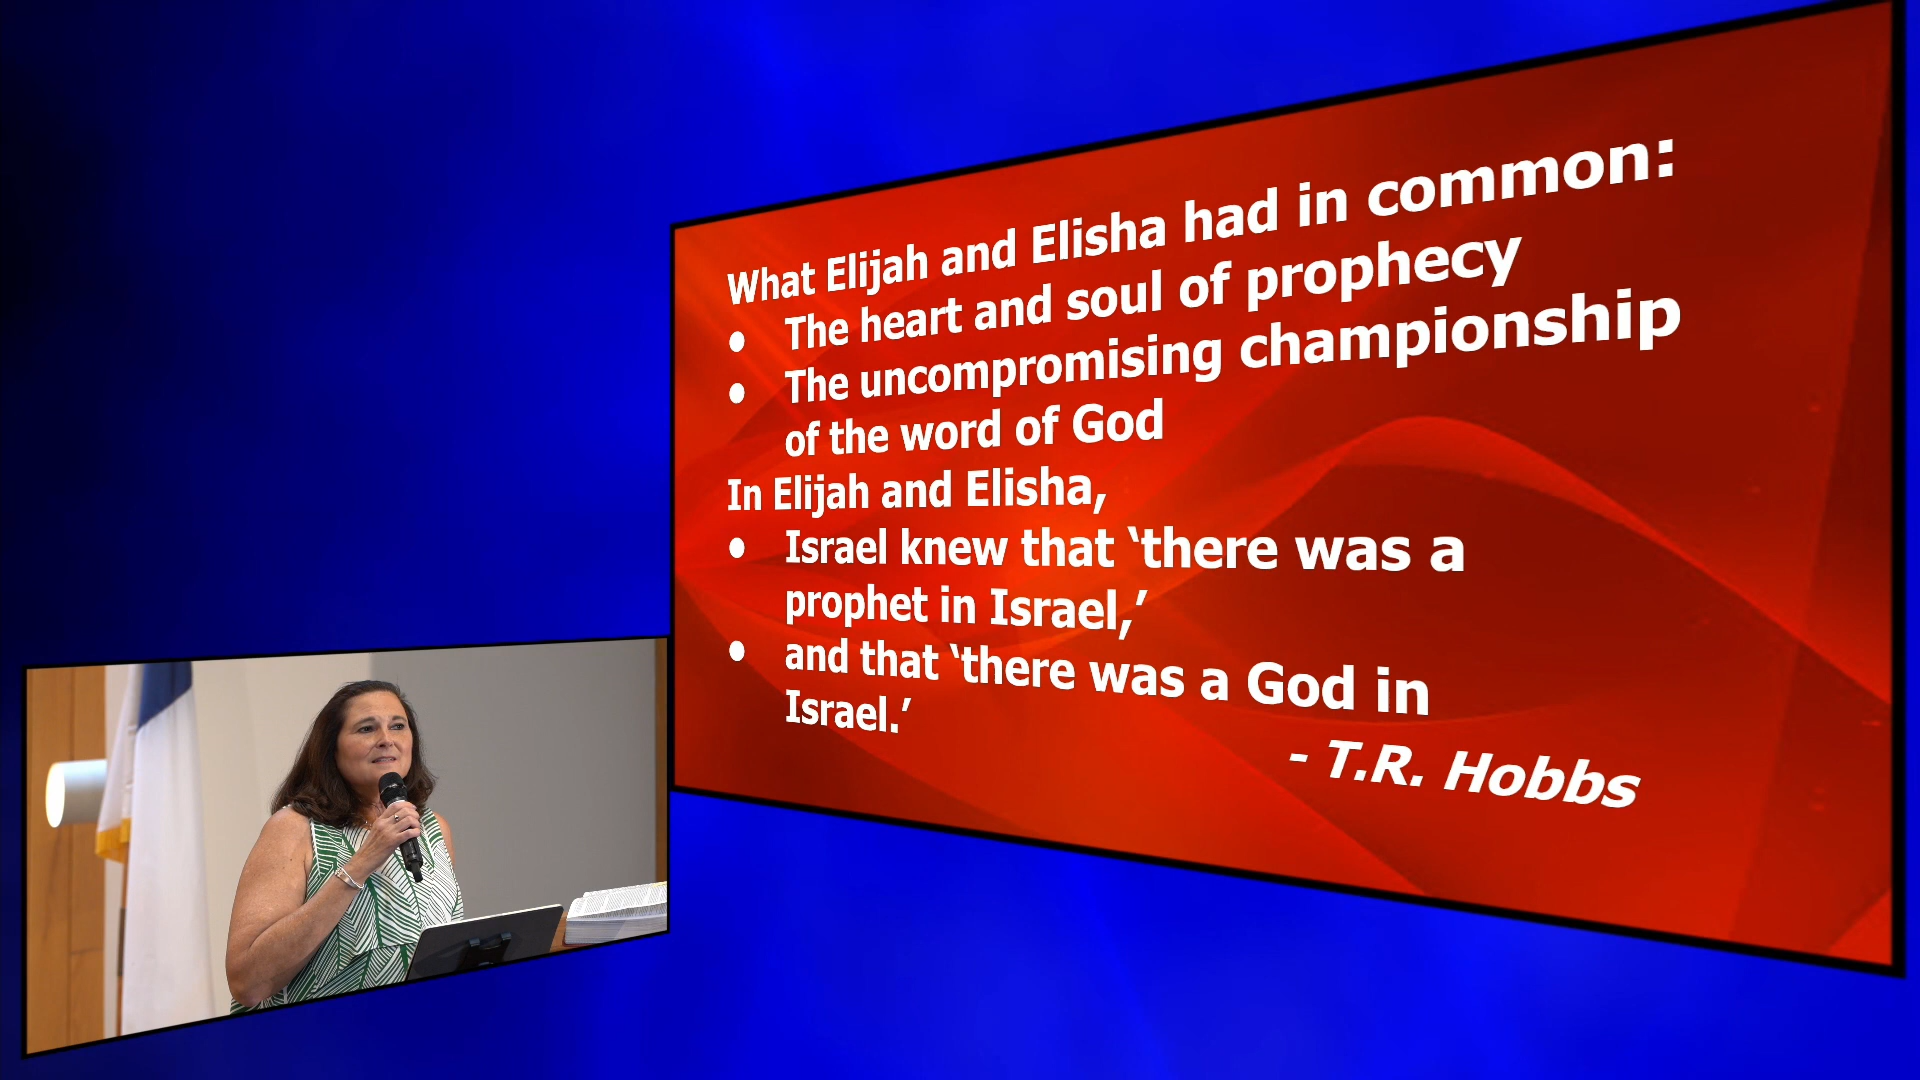 What Elijah and Elisha had in common:
• The heart and soul of prophecy
• The uncompromising championship
of the word of God
In Elijah and Elisha,
• Israel knew that ‘there was a
prophet in Israel,’
• and that ‘there was a God in
Israel.’
- T.R. Hobbs